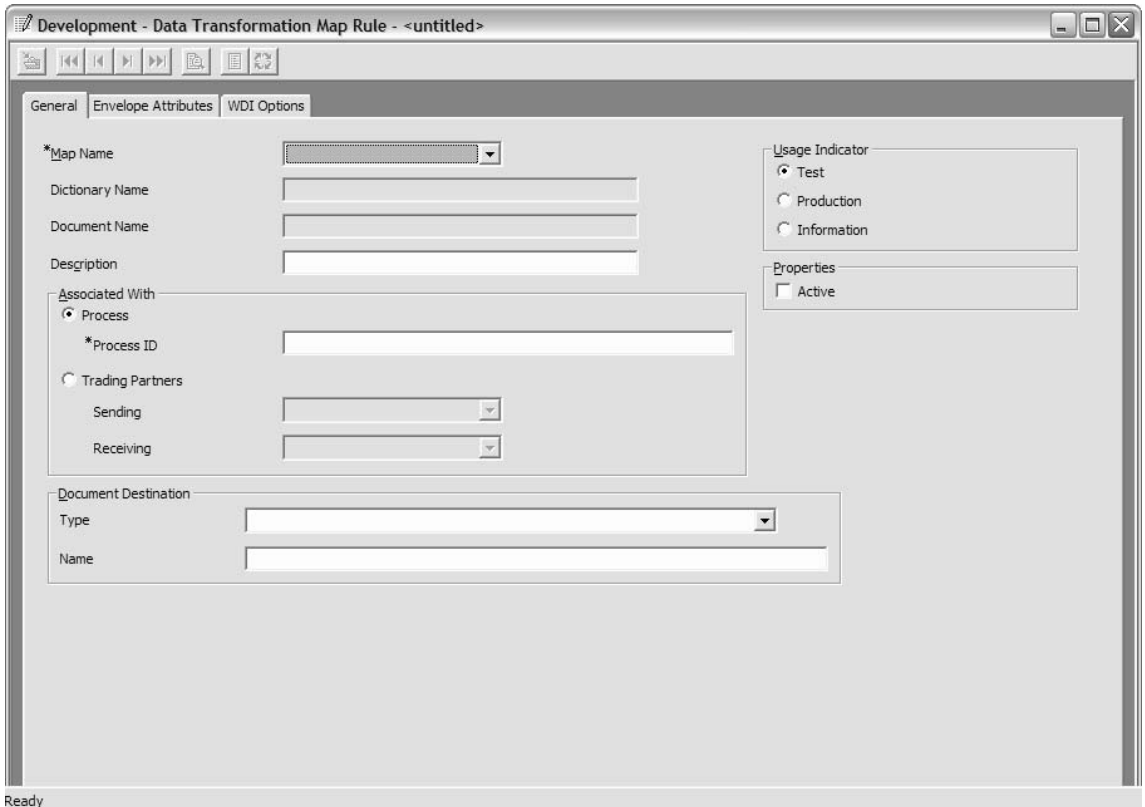 Development - Data Transformation Map Rule - <untitled>
General
Envelope Attributes
WDI Options
*Map Name
Dictionary Name
Document Name
Description
Associated With
Process
*Process ID
Trading Partners
Sending
Receiving
Usage Indicator
Test
Production
Information
Properties
Active
Document Destination
Type
Name
Ready